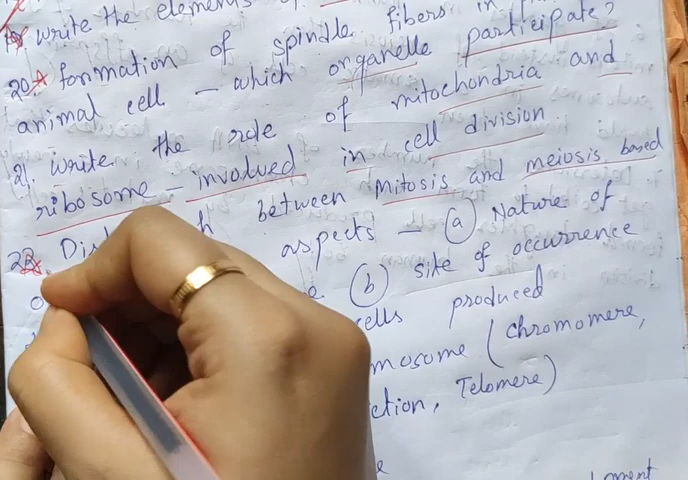 write the elements of
20. formation of spindle fibers in
animal cell - which organelle participate?
21. write the role of mitochondria and
ribosome - involved in cell division
22 between Mitosis and meiosis based
aspects - (a) Nature of
(b) site of occurrence
cells produced
(chromomere,
Telomere)